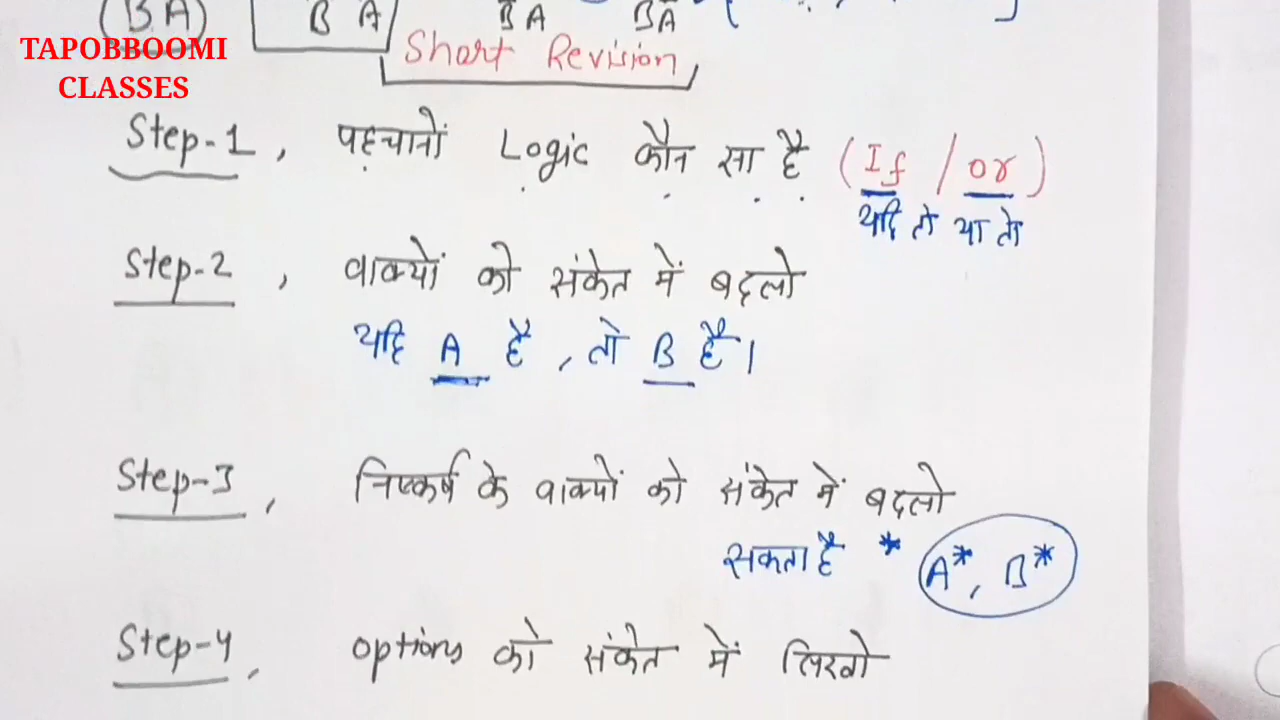 (B A) B A B A B A
TAPOBBOOMI
CLASSES
Short Revision
Step-1, पहचानों Logic कौन सा है (If / or)
यदि तो या तो
Step-2, वाक्यों को संकेत में बदलो
यदि A है, तो B है।
Step-3, निष्कर्ष के वाक्यों को संकेत में बदलो
सकता है * A*, B*
Step-4, options को संकेत में लिखो